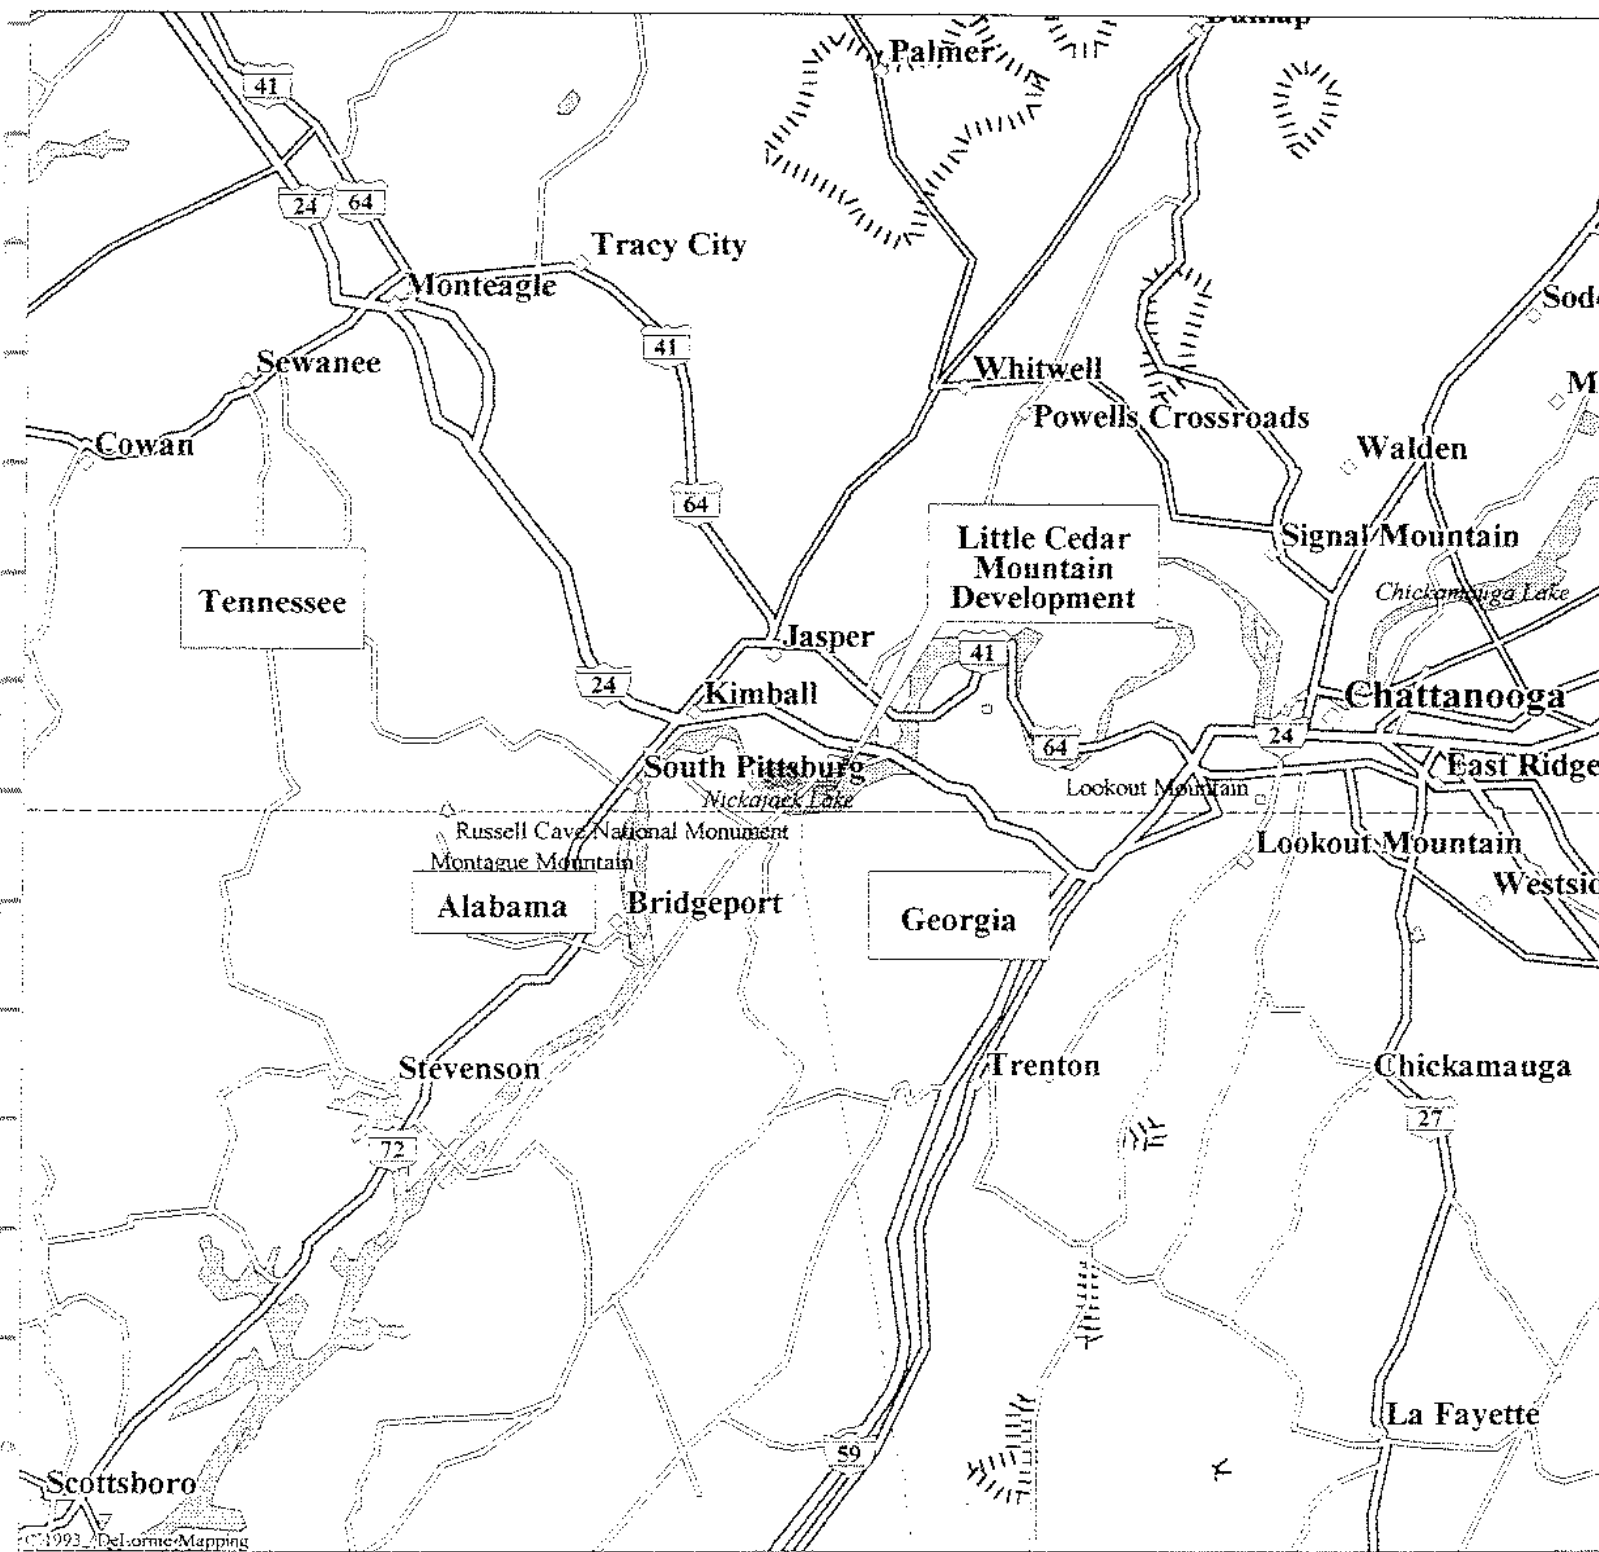 Dunlap
Palmer
41
24
64
Tracy City
Monteagle
Sod
41
Sewanee
Whitwell
M
Powells Crossroads
Cowan
Walden
64
Little Cedar
Mountain
Development
Signal Mountain
Chickamauga Lake
Tennessee
Jasper
41
24
Kimball
Chattanooga
64
24
South Pittsburg
East Ridge
Nickajack Lake
Lookout Mountain
Russell Cave National Monument
Montague Mountain
Lookout Mountain
Westsid
Alabama
Bridgeport
Georgia
Stevenson
Trenton
Chickamauga
27
72
La Fayette
59
Scottsboro
© 1993 DeLorme Mapping